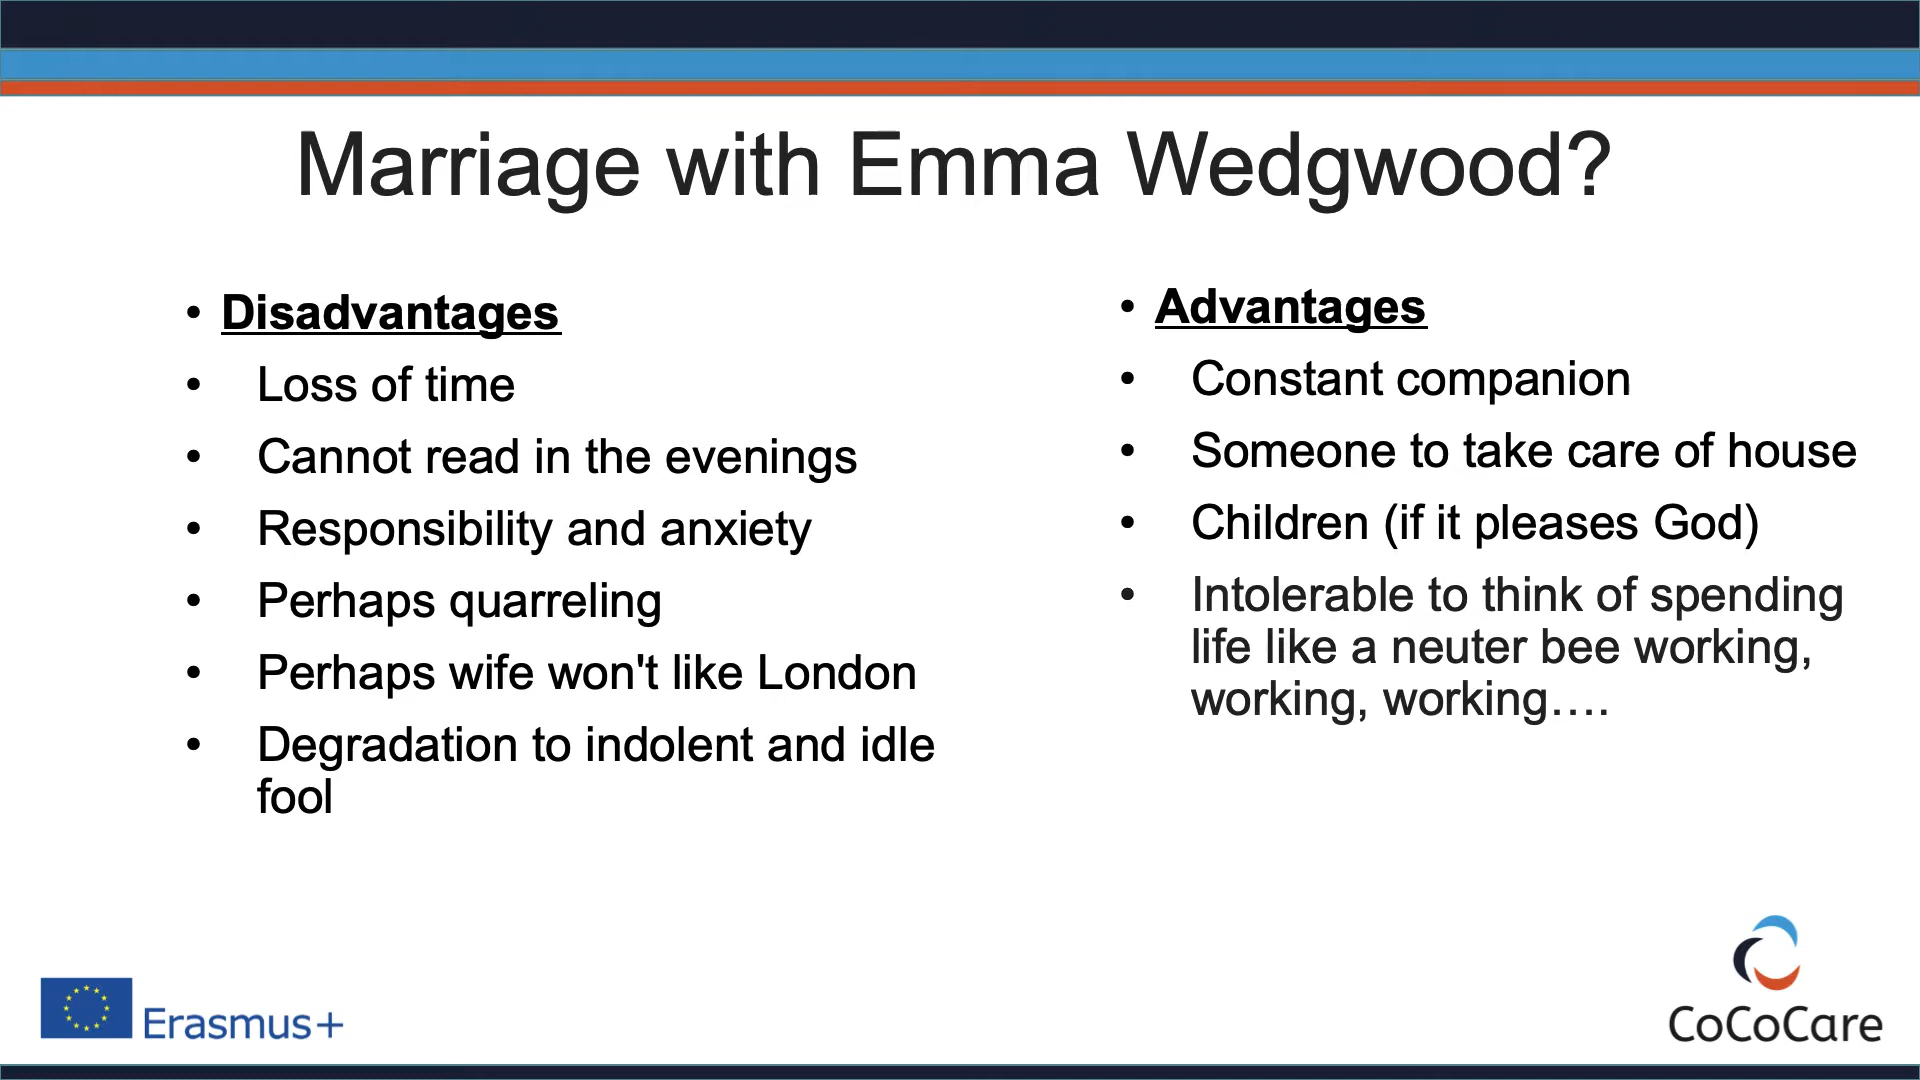 Marriage with Emma Wedgwood?
• Disadvantages
• Loss of time
• Cannot read in the evenings
• Responsibility and anxiety
• Perhaps quarreling
• Perhaps wife won't like London
• Degradation to indolent and idle
fool
• Advantages
• Constant companion
• Someone to take care of house
• Children (if it pleases God)
• Intolerable to think of spending
life like a neuter bee working,
working, working….
Erasmus+
CoCoCare